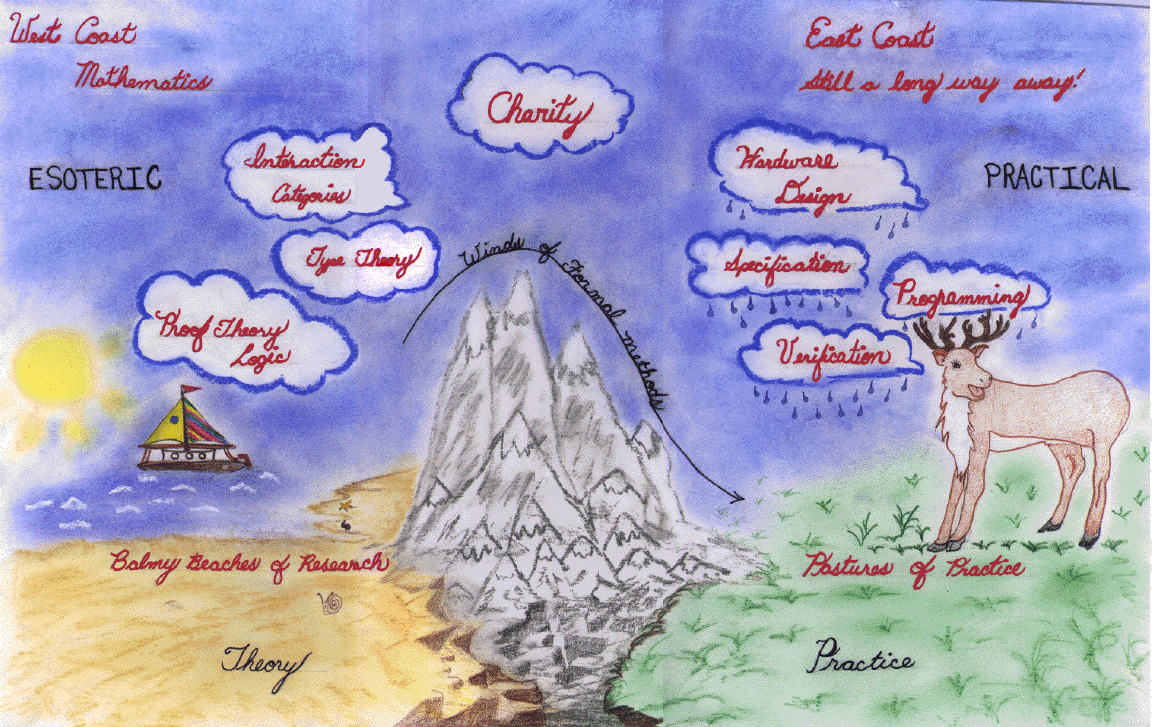 West Coast
Mathematics
East Coast
Still a long way away!
Charity
ESOTERIC
PRACTICAL
Interaction
Categories
Type Theory
Proof Theory
Logic
Winds of Formal Methods
Hardware
Design
Specification
Programming
Verification
Balmy Beaches of Research
Pastures of Practice
Theory
Practice